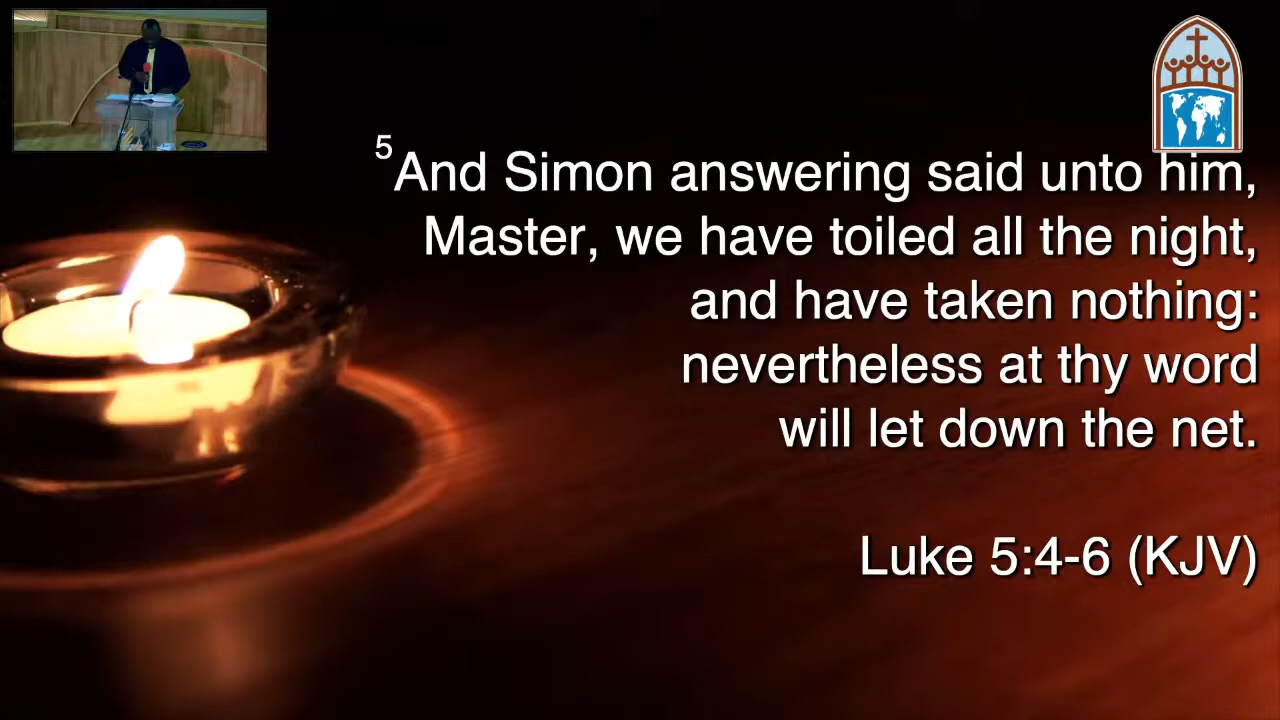 5And Simon answering said unto him,
Master, we have toiled all the night,
and have taken nothing:
nevertheless at thy word
will let down the net.
Luke 5:4-6 (KJV)